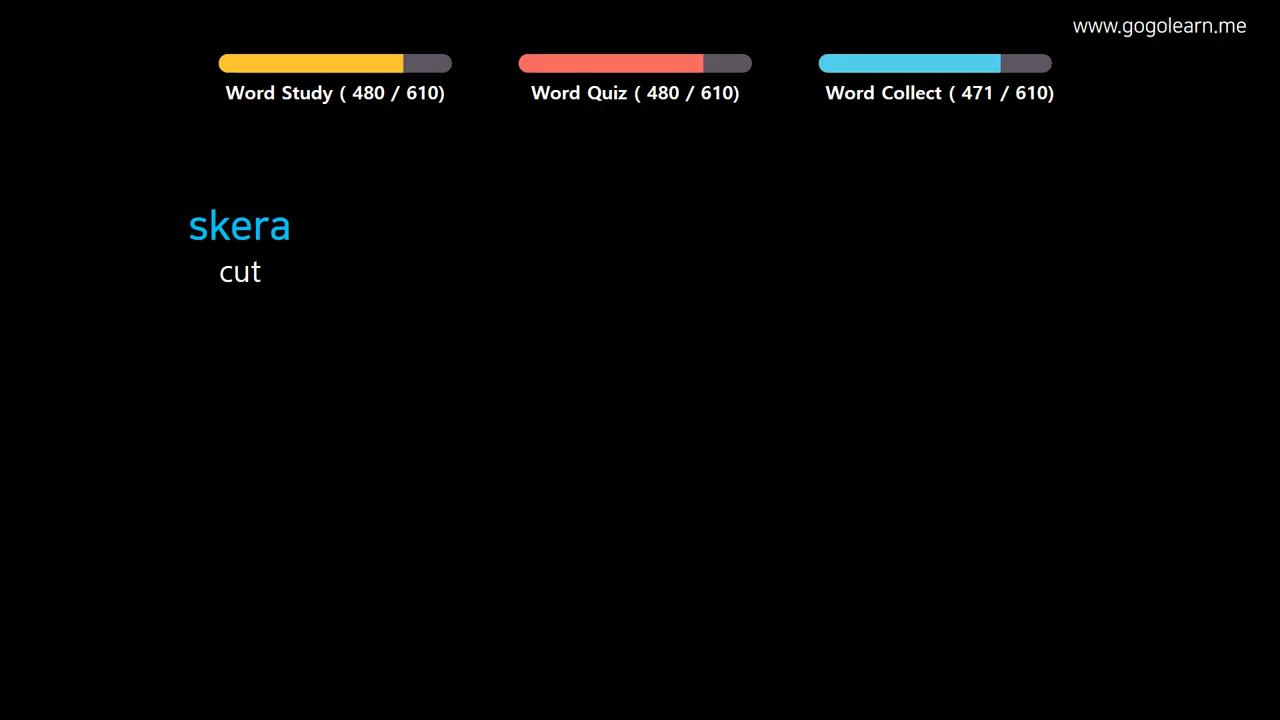 www.gogolearn.me
Word Study ( 480 / 610)
Word Quiz ( 480 / 610)
Word Collect ( 471 / 610)
skera
cut